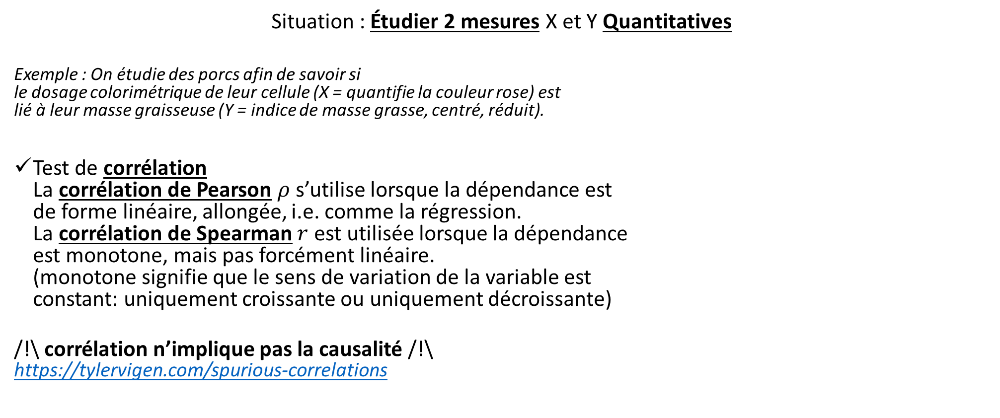 Situation : Étudier 2 mesures X et Y Quantitatives
Exemple : On étudie des porcs afin de savoir si
le dosage colorimétrique de leur cellule (X = quantifie la couleur rose) est
lié à leur masse graisseuse (Y = indice de masse grasse, centré, réduit).
✓Test de corrélation
La corrélation de Pearson 𝜌 s’utilise lorsque la dépendance est
de forme linéaire, allongée, i.e. comme la régression.
La corrélation de Spearman 𝑟 est utilisée lorsque la dépendance
est monotone, mais pas forcément linéaire.
(monotone signifie que le sens de variation de la variable est
constant: uniquement croissante ou uniquement décroissante)
/!\ corrélation n’implique pas la causalité /!\
https://tylervigen.com/spurious-correlations